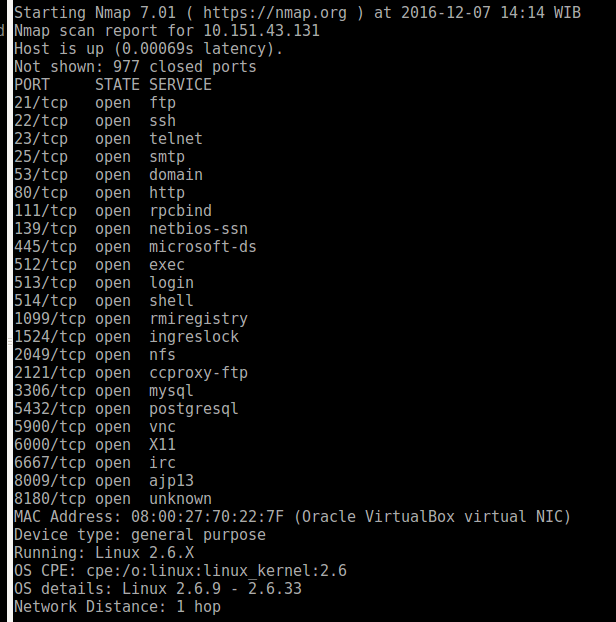 Starting Nmap 7.01 ( https://nmap.org ) at 2016-12-07 14:14 WIB
Nmap scan report for 10.151.43.131
Host is up (0.00069s latency).
Not shown: 977 closed ports
PORT     STATE SERVICE
21/tcp   open  ftp
22/tcp   open  ssh
23/tcp   open  telnet
25/tcp   open  smtp
53/tcp   open  domain
80/tcp   open  http
111/tcp  open  rpcbind
139/tcp  open  netbios-ssn
445/tcp  open  microsoft-ds
512/tcp  open  exec
513/tcp  open  login
514/tcp  open  shell
1099/tcp open  rmiregistry
1524/tcp open  ingreslock
2049/tcp open  nfs
2121/tcp open  ccproxy-ftp
3306/tcp open  mysql
5432/tcp open  postgresql
5900/tcp open  vnc
6000/tcp open  X11
6667/tcp open  irc
8009/tcp open  ajp13
8180/tcp open  unknown
MAC Address: 08:00:27:70:22:7F (Oracle VirtualBox virtual NIC)
Device type: general purpose
Running: Linux 2.6.X
OS CPE: cpe:/o:linux:linux_kernel:2.6
OS details: Linux 2.6.9 - 2.6.33
Network Distance: 1 hop